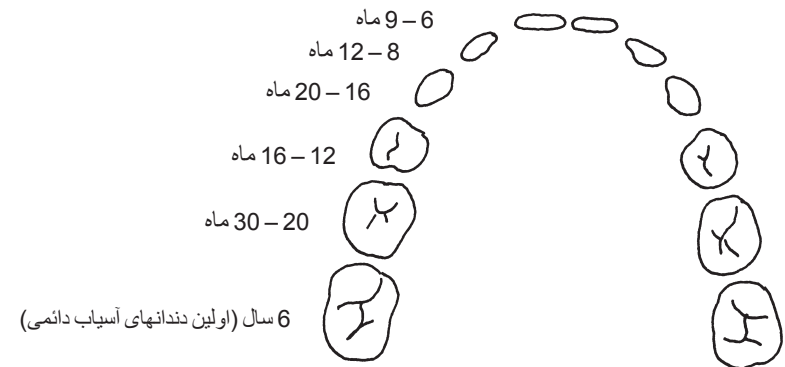 6 – 9 ماه
8 – 12 ماه
16 – 20 ماه
12 – 16 ماه
20 – 30 ماه
6 سال (اولین دندانهای آسیاب دائمی)